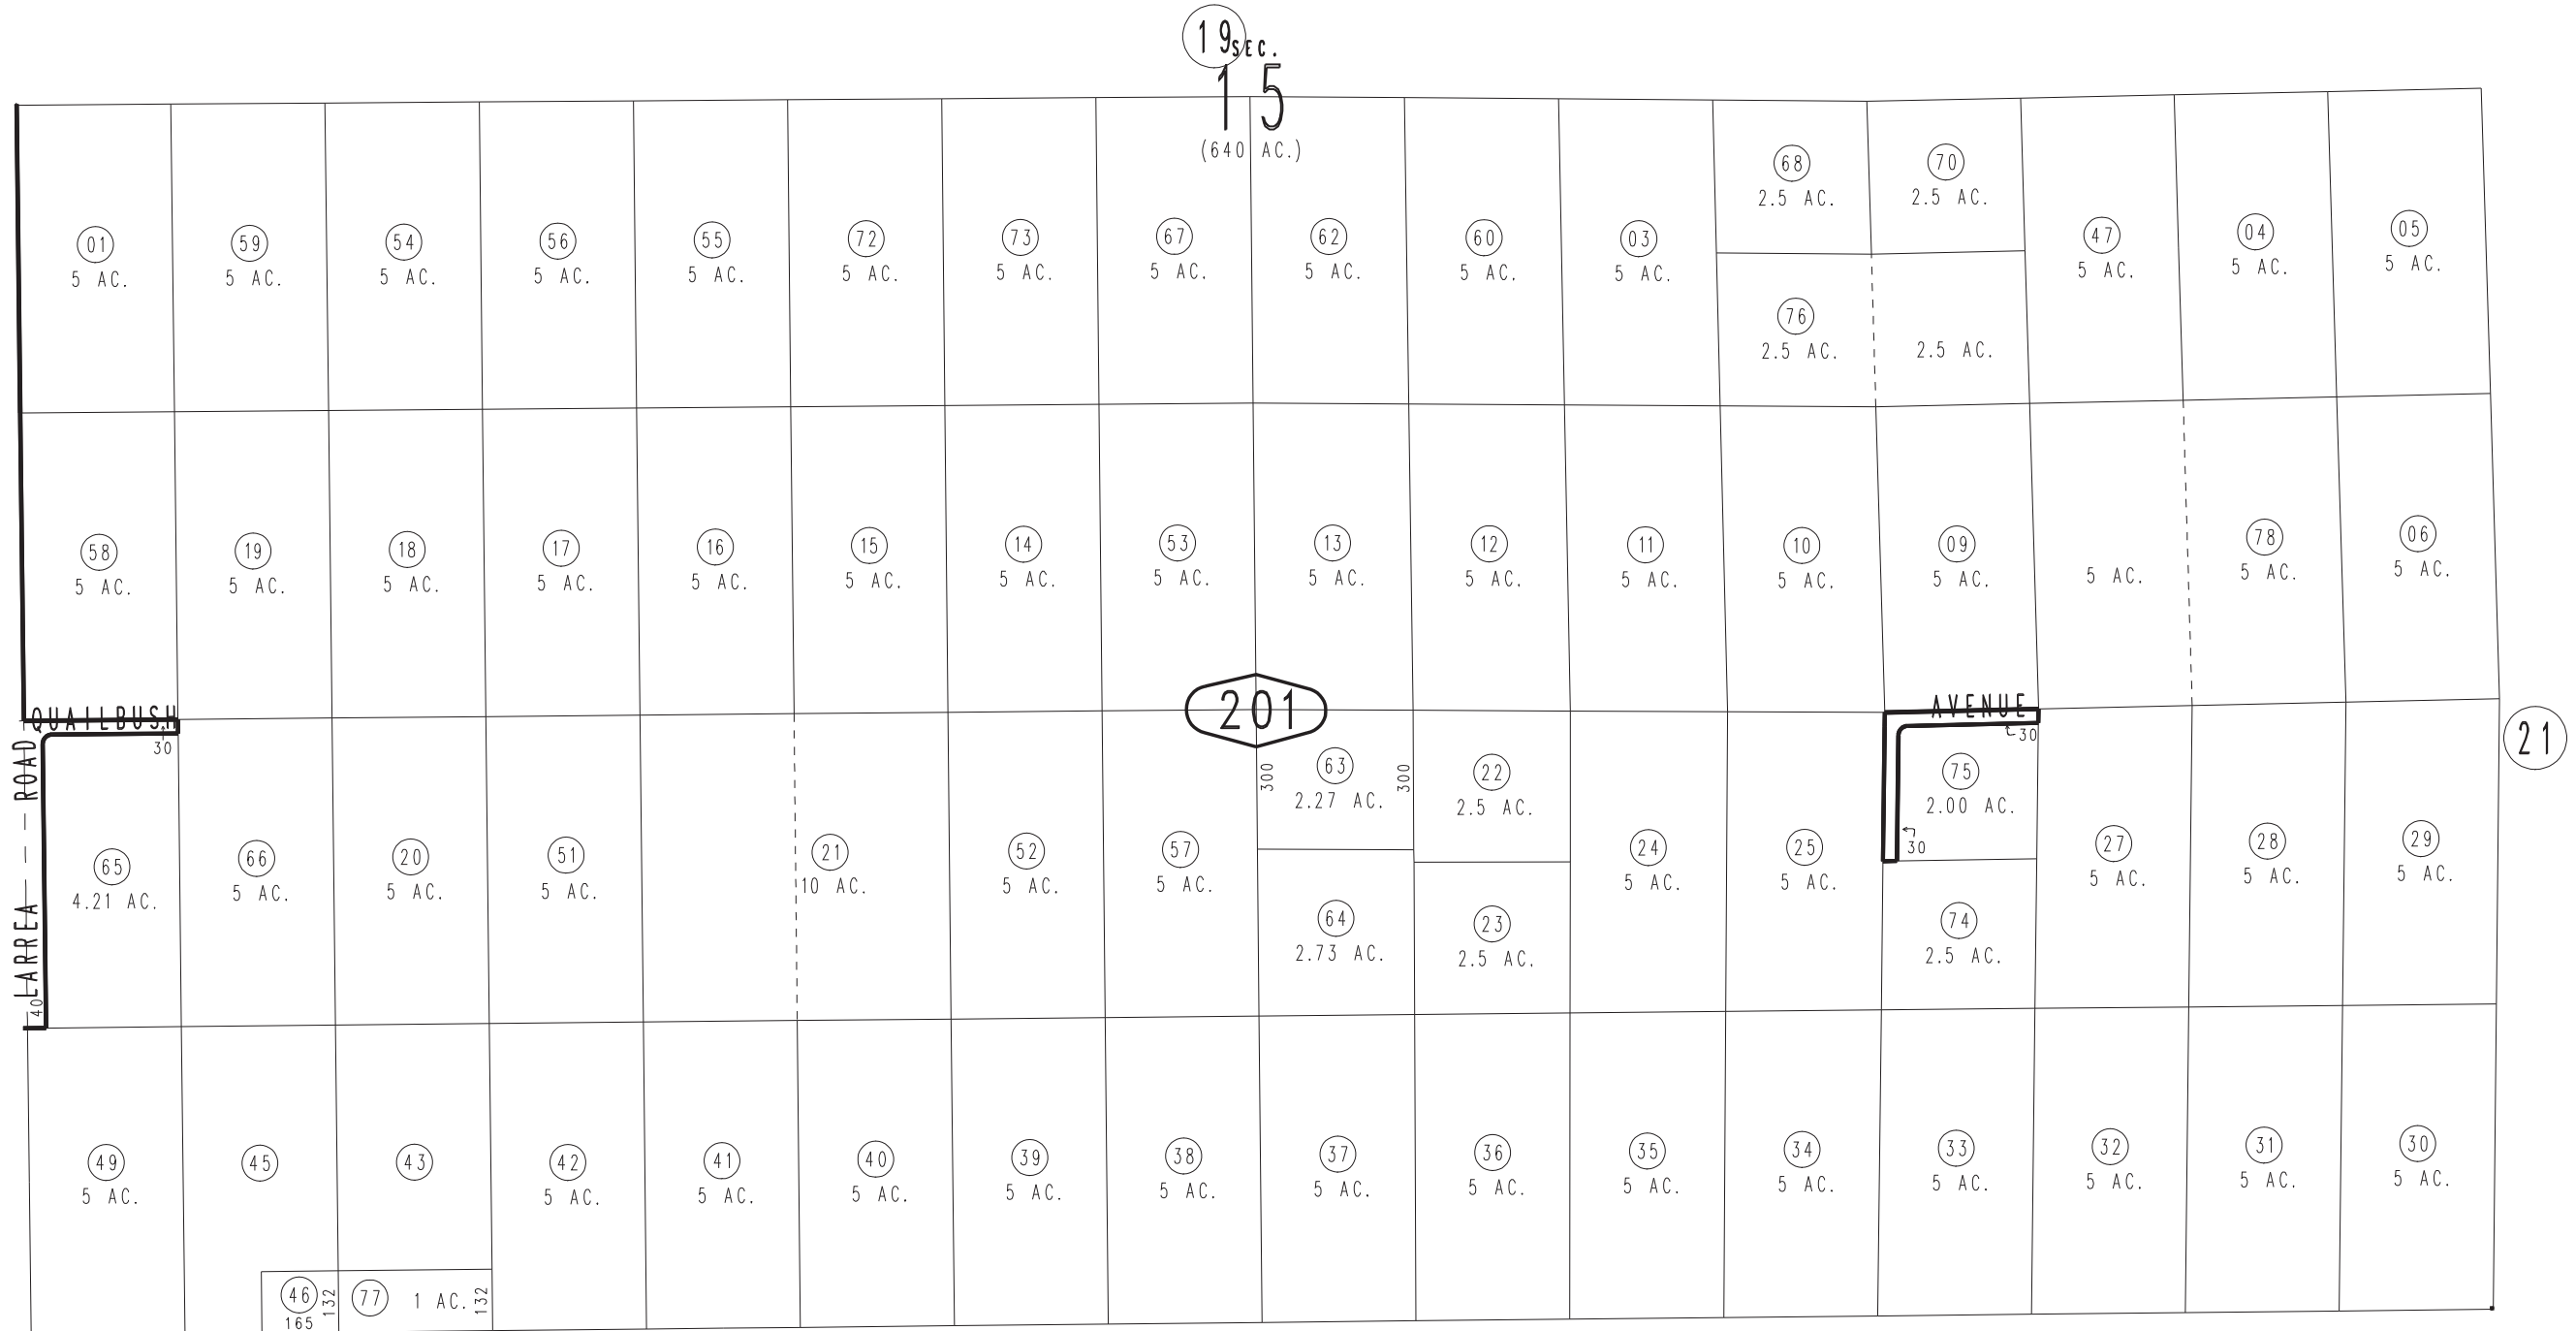 19
SEC.
15
(640 AC.)
01
5 AC.
59
5 AC.
54
5 AC.
56
5 AC.
55
5 AC.
72
5 AC.
73
5 AC.
67
5 AC.
62
5 AC.
60
5 AC.
03
5 AC.
68
2.5 AC.
70
2.5 AC.
76
2.5 AC.
2.5 AC.
47
5 AC.
04
5 AC.
05
5 AC.
58
5 AC.
19
5 AC.
18
5 AC.
17
5 AC.
16
5 AC.
15
5 AC.
14
5 AC.
53
5 AC.
13
5 AC.
12
5 AC.
11
5 AC.
10
5 AC.
09
5 AC.
5 AC.
78
5 AC.
06
5 AC.
QUAILBUSH
30
201
AVENUE
30
21
LARREA ROAD
40
65
4.21 AC.
66
5 AC.
20
5 AC.
51
5 AC.
21
10 AC.
52
5 AC.
57
5 AC.
300
63
2.27 AC.
300
64
2.73 AC.
22
2.5 AC.
23
2.5 AC.
24
5 AC.
25
5 AC.
75
2.00 AC.
30
74
2.5 AC.
27
5 AC.
28
5 AC.
29
5 AC.
49
5 AC.
45
43
42
5 AC.
41
5 AC.
40
5 AC.
39
5 AC.
38
5 AC.
37
5 AC.
36
5 AC.
35
5 AC.
34
5 AC.
33
5 AC.
32
5 AC.
31
5 AC.
30
5 AC.
46
165
132
77
1 AC.
132